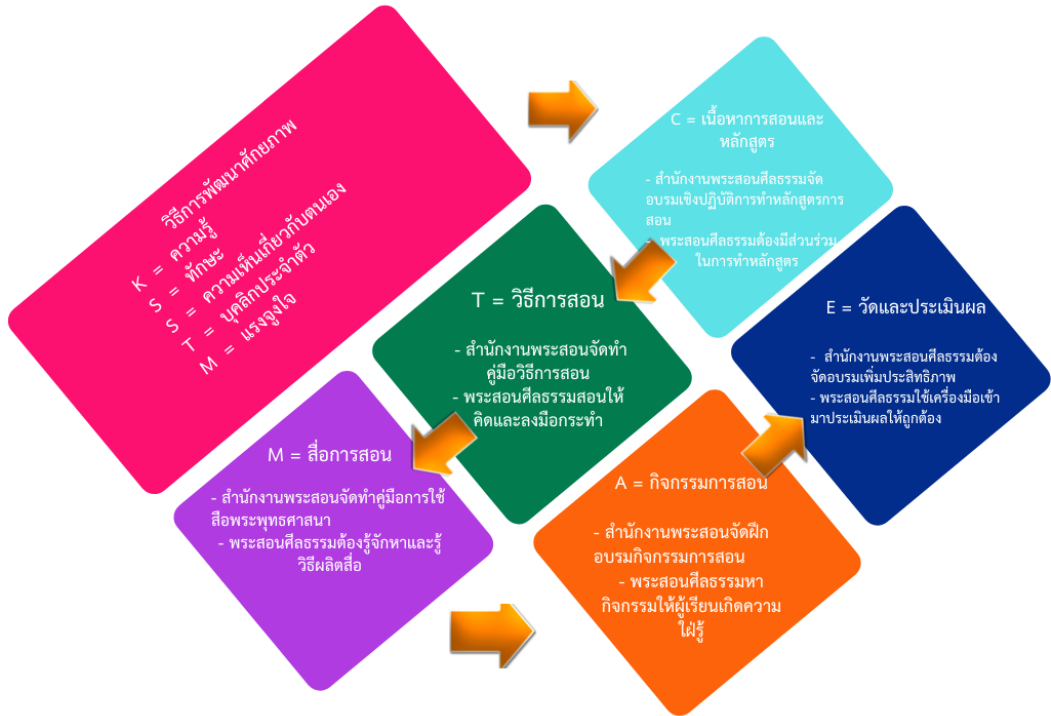 วิธีการพัฒนาศักยภาพ
K = ความรู้
S = ทักษะ
S = ความเห็นเกี่ยวกับตนเอง
T = บุคลิกประจำตัว
M = แรงจูงใจ
C = เนื้อหาการสอนและ
หลักสูตร
- สำนักงานพระสอนศีลธรรมจัด
อบรมเชิงปฏิบัติการทำหลักสูตรการ
สอน
- พระสอนศีลธรรมต้องมีส่วนร่วม
ในการทำหลักสูตร
T = วิธีการสอน
- สำนักงานพระสอนจัดทำ
คู่มือวิธีการสอน
- พระสอนศีลธรรมสอนให้
คิดและลงมือกระทำ
M = สื่อการสอน
- สำนักงานพระสอนจัดทำคู่มือการใช้
สื่อพระพุทธศาสนา
- พระสอนศีลธรรมต้องรู้จักหาและรู้
วิธีผลิตสื่อ
A = กิจกรรมการสอน
- สำนักงานพระสอนจัดฝึก
อบรมกิจกรรมการสอน
- พระสอนศีลธรรมหา
กิจกรรมให้ผู้เรียนเกิดความ
ใฝ่รู้
E = วัดและประเมินผล
- สำนักงานพระสอนศีลธรรมต้อง
จัดอบรมเพิ่มประสิทธิภาพ
- พระสอนศีลธรรมใช้เครื่องมือเข้า
มาประเมินผลให้ถูกต้อง